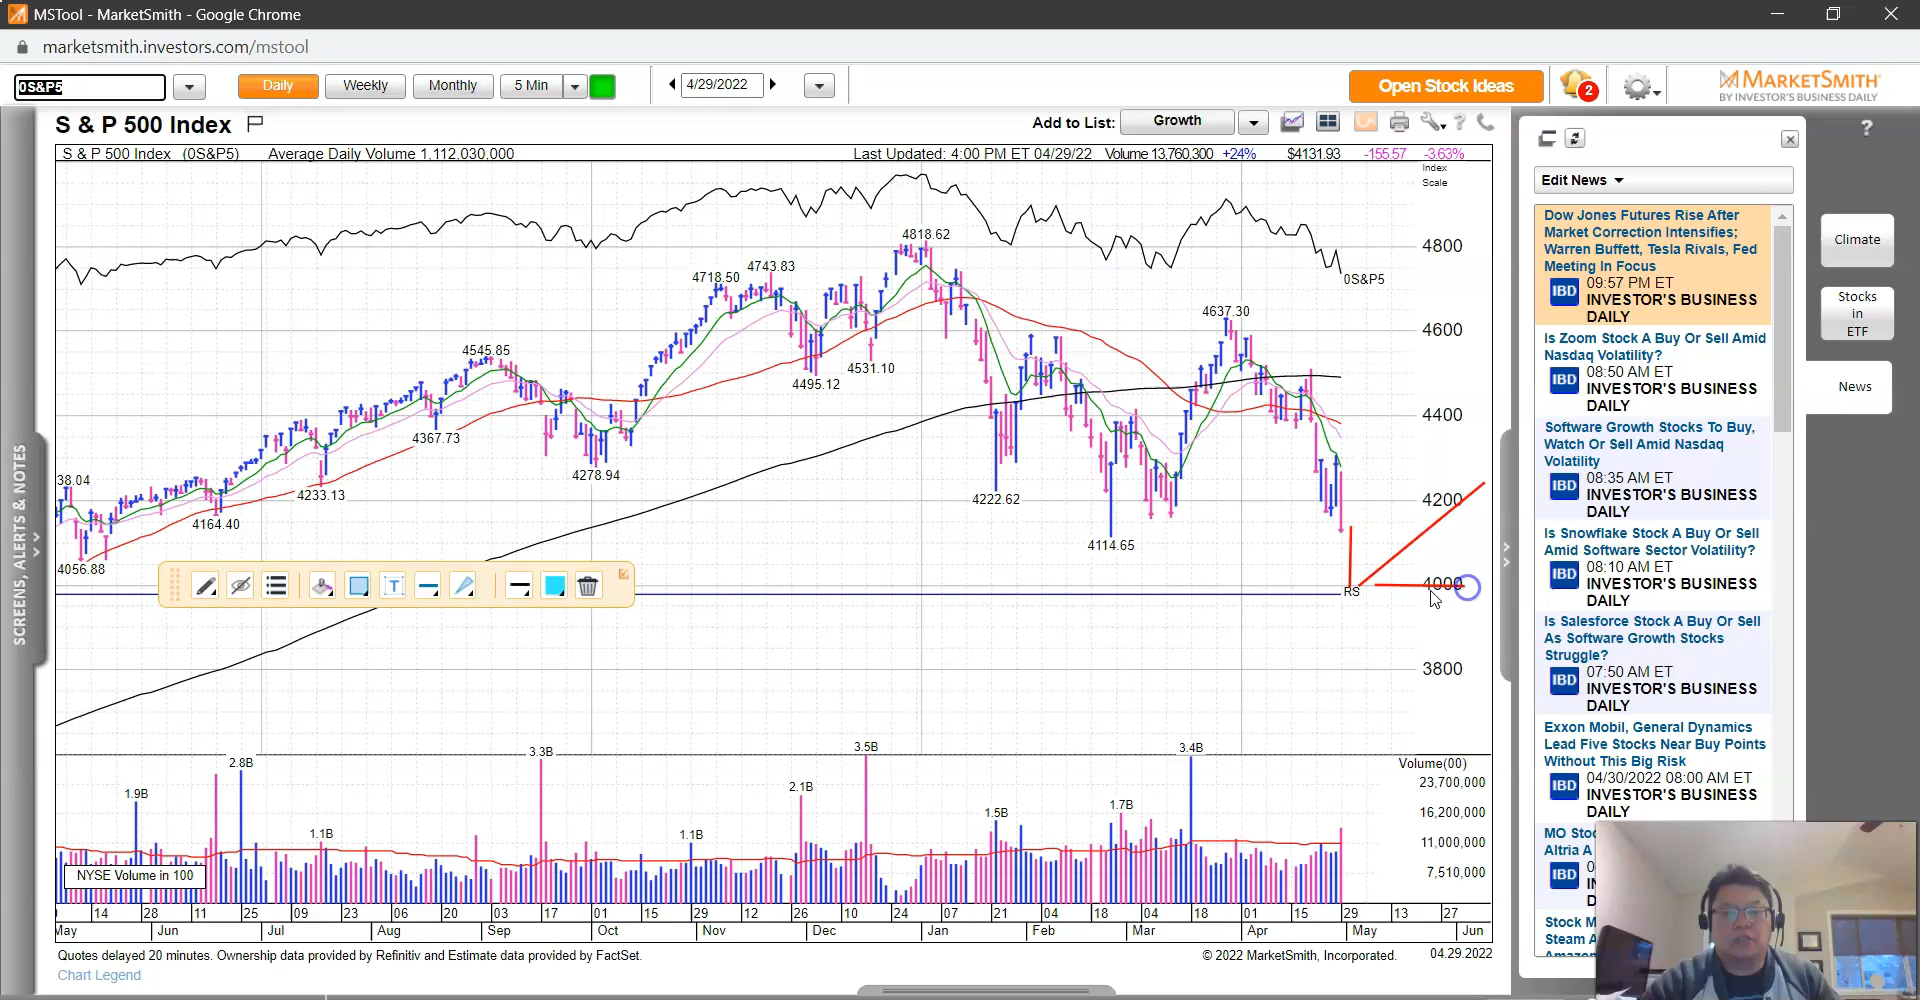 MSTool - MarketSmith - Google Chrome
marketsmith.investors.com/mstool
0S&P5
Daily
Weekly
Monthly
5 Min
4/29/2022
Open Stock Ideas
2
MARKETSMITH
BY INVESTOR'S BUSINESS DAILY
S & P 500 Index
Add to List:
Growth
?
?
S & P 500 Index (0S&P5) Average Daily Volume 1,112,030,000
Last Updated: 4:00 PM ET 04/29/22 Volume 13,760,300 +24% $4131.93 -155.57 -3.63%
Index
Scale
4818.62
4800
4718.50
4743.83
0S&P5
4637.30
4600
4545.85
4531.10
4495.12
4400
4367.73
4278.94
38.04
4233.13
4222.62
4200
4164.40
4114.65
4056.88
T
RS
4000
3800
3.3B
3.5B
3.4B
2.8B
Volume(00)
23,700,000
1.9B
2.1B
1.5B
1.7B
16,200,000
1.1B
1.1B
11,000,000
7,510,000
NYSE Volume in 100
14 28 11 25 09 23 06 20 03 17 01 15 29 12 26 10 24 07 21 04 18 04 18 01 15 29 13 27
May Jun Jul Aug Sep Oct Nov Dec Jan Feb Mar Apr May Jun
Quotes delayed 20 minutes. Ownership data provided by Refinitiv and Estimate data provided by FactSet.
© 2022 MarketSmith, Incorporated.
04.29.2022
Chart Legend
SCREENS, ALERTS & NOTES
Edit News
Dow Jones Futures Rise After
Market Correction Intensifies;
Warren Buffett, Tesla Rivals, Fed
Meeting In Focus
IBD
09:57 PM ET
INVESTOR'S BUSINESS
DAILY
Is Zoom Stock A Buy Or Sell Amid
Nasdaq Volatility?
IBD
08:50 AM ET
INVESTOR'S BUSINESS
DAILY
Software Growth Stocks To Buy,
Watch Or Sell Amid Nasdaq
Volatility
IBD
08:35 AM ET
INVESTOR'S BUSINESS
DAILY
Is Snowflake Stock A Buy Or Sell
Amid Software Sector Volatility?
IBD
08:10 AM ET
INVESTOR'S BUSINESS
DAILY
Is Salesforce Stock A Buy Or Sell
As Software Growth Stocks
Struggle?
IBD
07:50 AM ET
INVESTOR'S BUSINESS
DAILY
Exxon Mobil, General Dynamics
Lead Five Stocks Near Buy Points
Without This Big Risk
IBD
04/30/2022 08:00 AM ET
INVESTOR'S BUSINESS
DAILY
MO Sto
Altria A
IBD
Stock M
Steam A
Amazon
Climate
Stocks
in
ETF
News